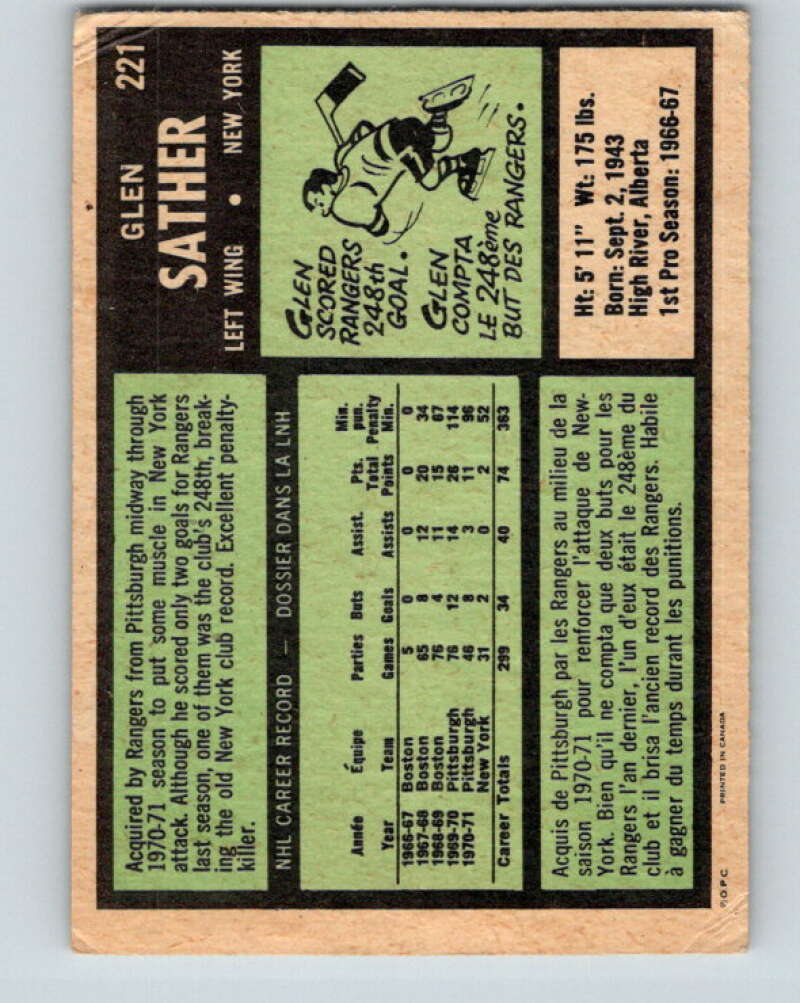 GLEN 221
SATHER
LEFT WING • NEW YORK
Acquired by Rangers from Pittsburgh midway through
1970-71 season to put some muscle in New York
attack. Although he scored only two goals for Rangers
last season, one of them was the club's 248th, break-
ing the old New York club record. Excellent penalty-
killer.
GLEN
SCORED
RANGERS
248th
GOAL.
GLEN
COMPTA
LE 248ème
BUT DES RANGERS.
NHL CAREER RECORD — DOSSIER DANS LA LNH
Min.
Pts. pun.
Année Équipe Parties Buts Assist. Total Penalty
Year Team Games Goals Assists Points Min.
1966-67 Boston 5 0 0 0 0
1967-68 Boston 65 8 12 20 34
1968-69 Boston 76 4 11 15 67
1969-70 Pittsburgh 76 12 14 26 114
1970-71 Pittsburgh 46 8 3 11 96
New York 31 2 0 2 52
Career Totals 299 34 40 74 363
Ht: 5' 11" Wt: 175 lbs.
Born: Sept. 2, 1943
High River, Alberta
1st Pro Season: 1966-67
Acquis de Pittsburgh par les Rangers au milieu de la
saison 1970-71 pour renforcer l'attaque de New-
York. Bien qu'il ne compta que deux buts pour les
Rangers l'an dernier, l'un d'eux était le 248ème du
club et il brisa l'ancien record des Rangers. Habile
à gagner du temps durant les punitions.
© O.P.C. PRINTED IN CANADA